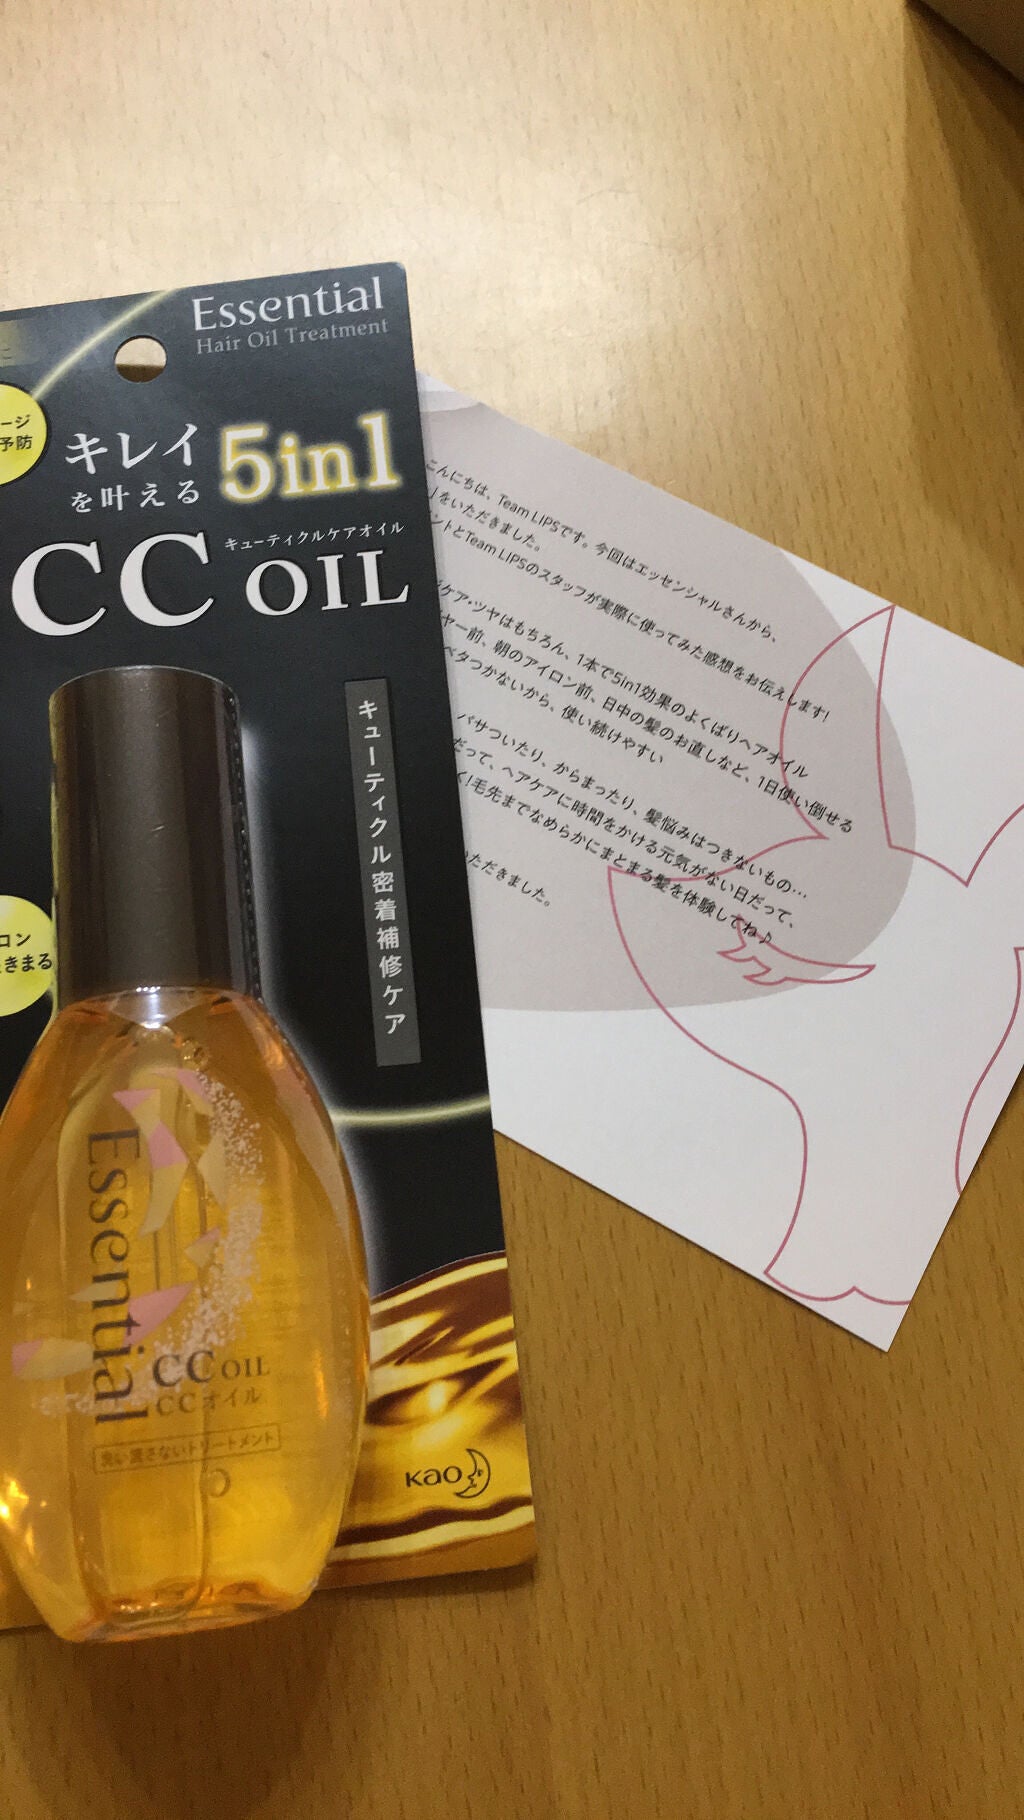 Essential
Hair Oil Treatment
に
ージ
予防
キレイ
を叶える
5in1
キューティクルケアオイル
CC OIL
キューティクル密着補修ケア
ロン
きまる
Essential
CC OIL
CCオイル
洗い流さないトリートメント
Kao
こんにちは、Team LIPSです。今回はエッセンシャルさんから、
」をいただきました。
ントとTeam LIPSのスタッフが実際に使ってみた感想をお伝えします!
ケア・ツヤはもちろん、1本で5in1効果のよくばりヘアオイル
ヤー前、朝のアイロン前、日中の髪のお直しなど、1日使い倒せる
ベタつかないから、使い続けやすい
パサついたり、からまったり、髪悩みはつきないもの…
だって、ヘアケアに時間をかける元気がない日だって、
く!毛先までなめらかにまとまる髪を体験してね♪
いただきました。